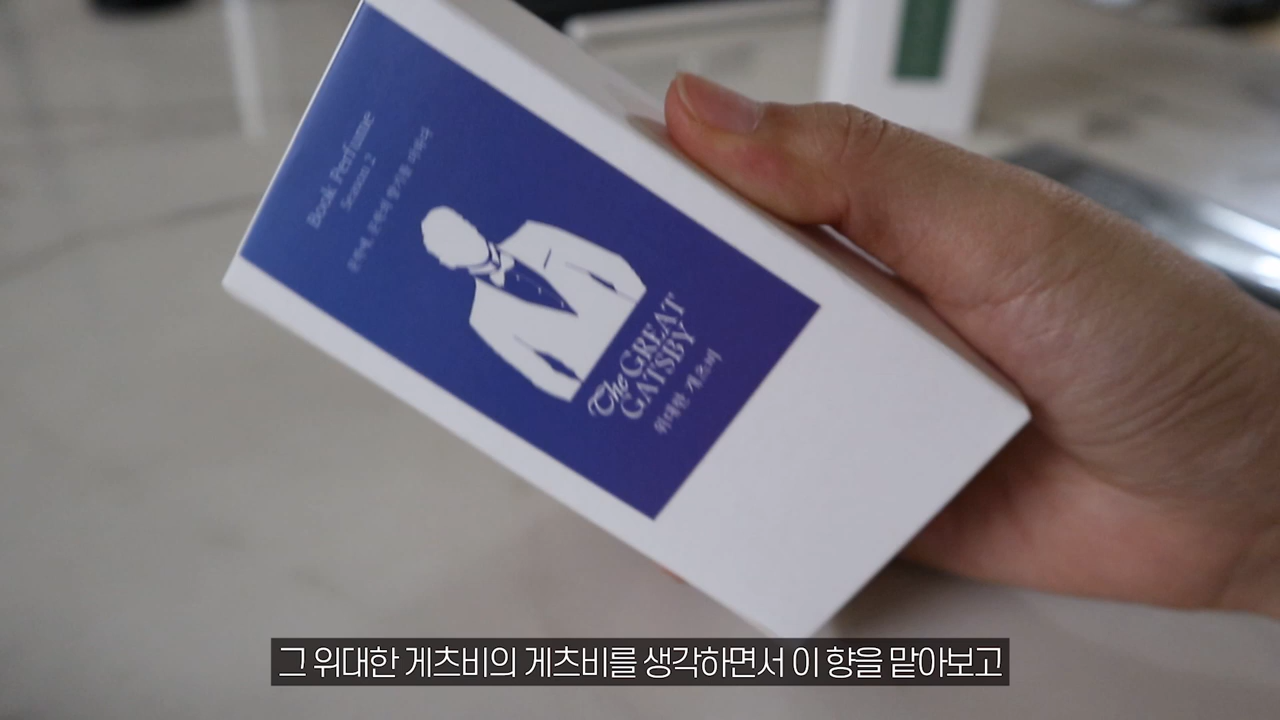 Book Perfume
Season 2
The GREAT
GATSBY
위대한 개츠비
그 위대한 게츠비의 게츠비를 생각하면서 이 향을 맡아보고